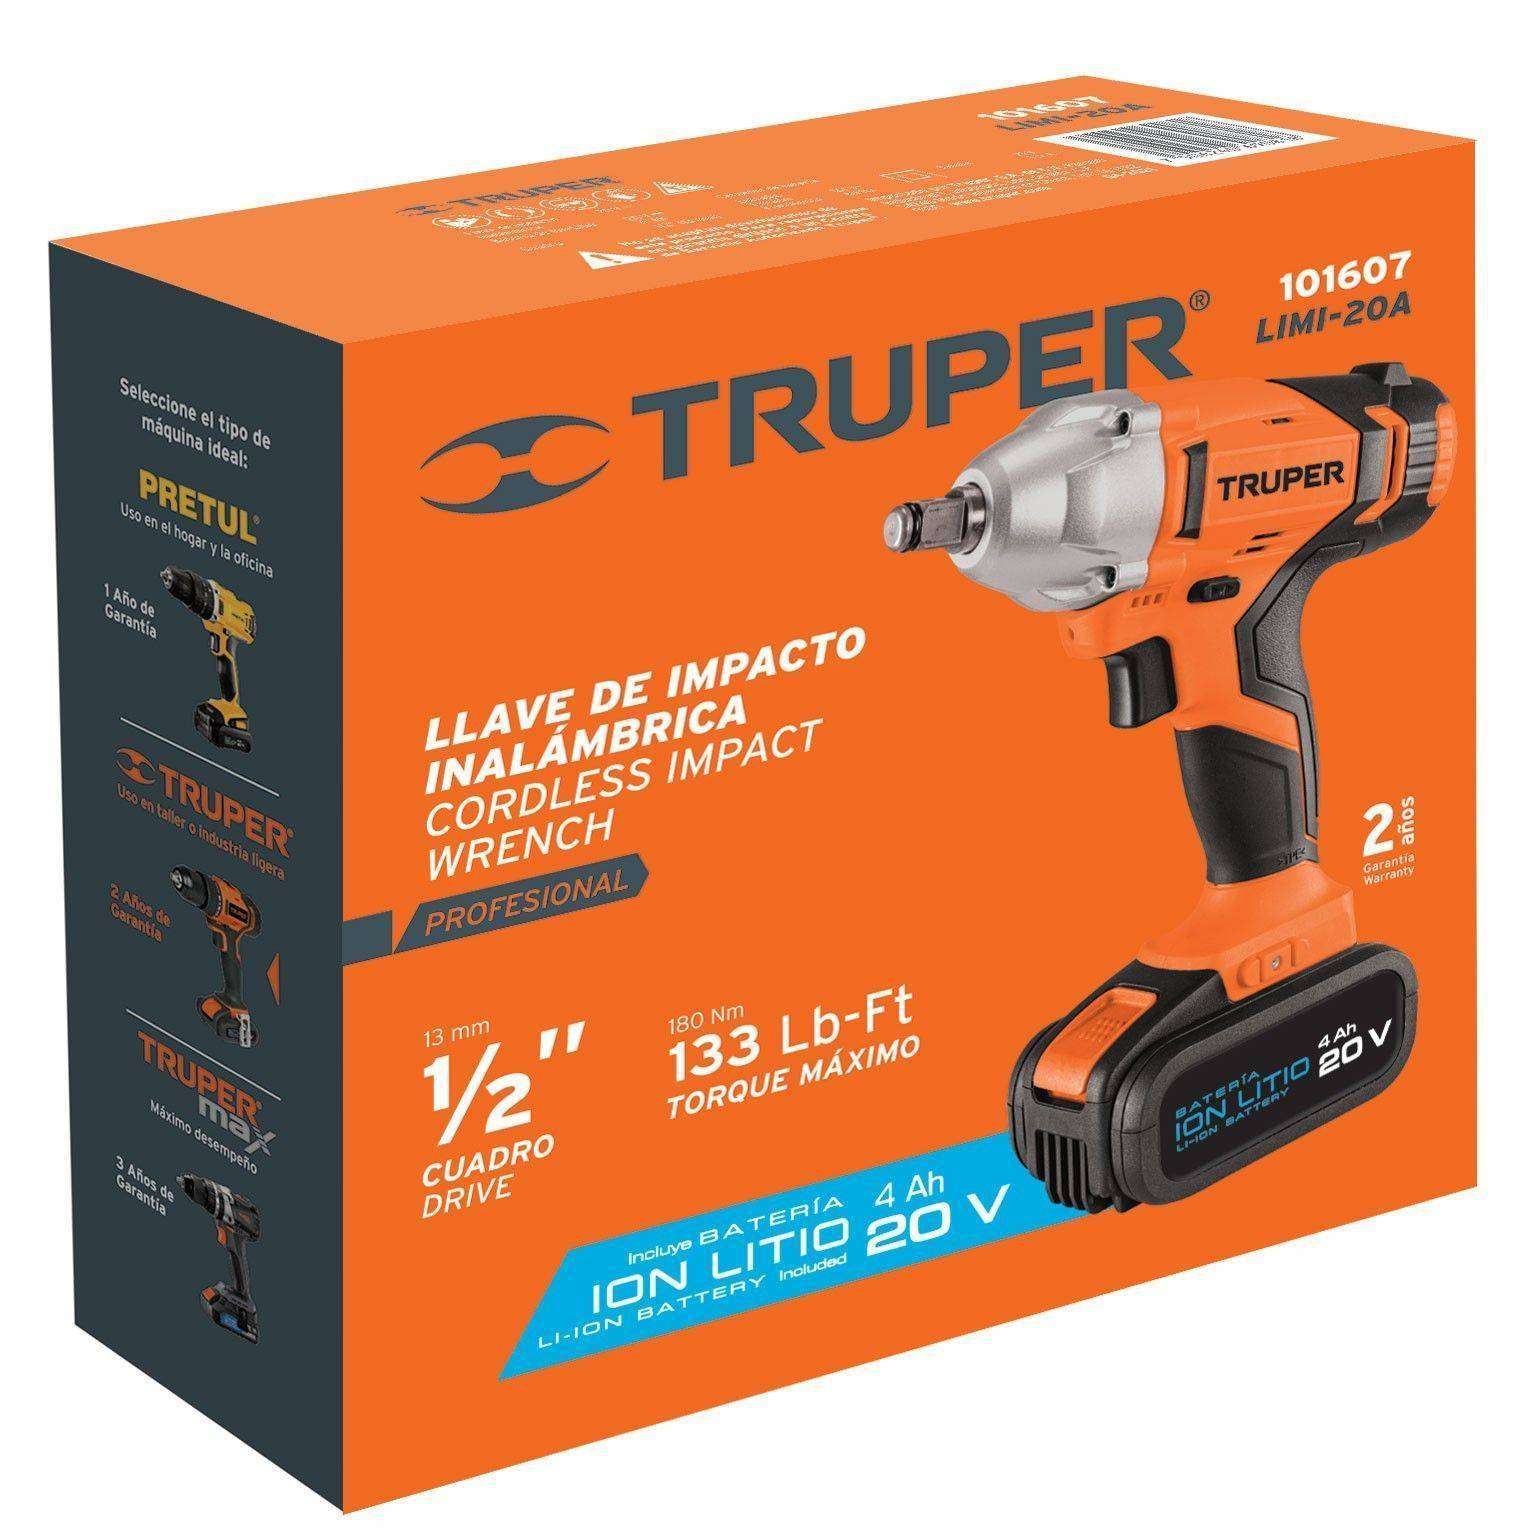 101607
LIMI-20A
TRUPER
TRUPER®
101607
LIMI-20A
TRUPER
LLAVE DE IMPACTO
INALÁMBRICA
CORDLESS IMPACT
WRENCH
PROFESIONAL
2 años
Garantía
Warranty
13 mm
1/2"
CUADRO
DRIVE
180 Nm
133 Lb-Ft
TORQUE MÁXIMO
Incluye BATERÍA 4 Ah
ION LITIO 20 V
LI-ION BATTERY Included
BATERÍA 4 Ah
ION LITIO 20 V
LI-ION BATTERY
Seleccione el tipo de
máquina ideal:
PRETUL®
Uso en el hogar y la oficina
1 Año de
Garantía
TRUPER®
Uso en taller o industria ligera
2 Años de
Garantía
TRUPER®
max
Máximo desempeño
3 Años de
Garantía